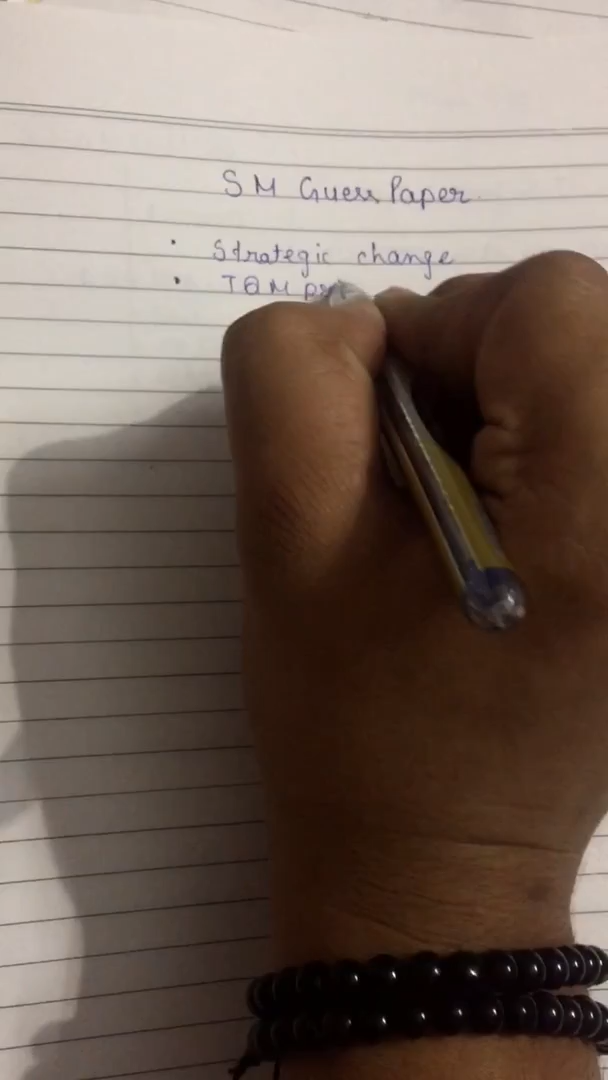 SM Guess Paper
• Strategic change
• TQM